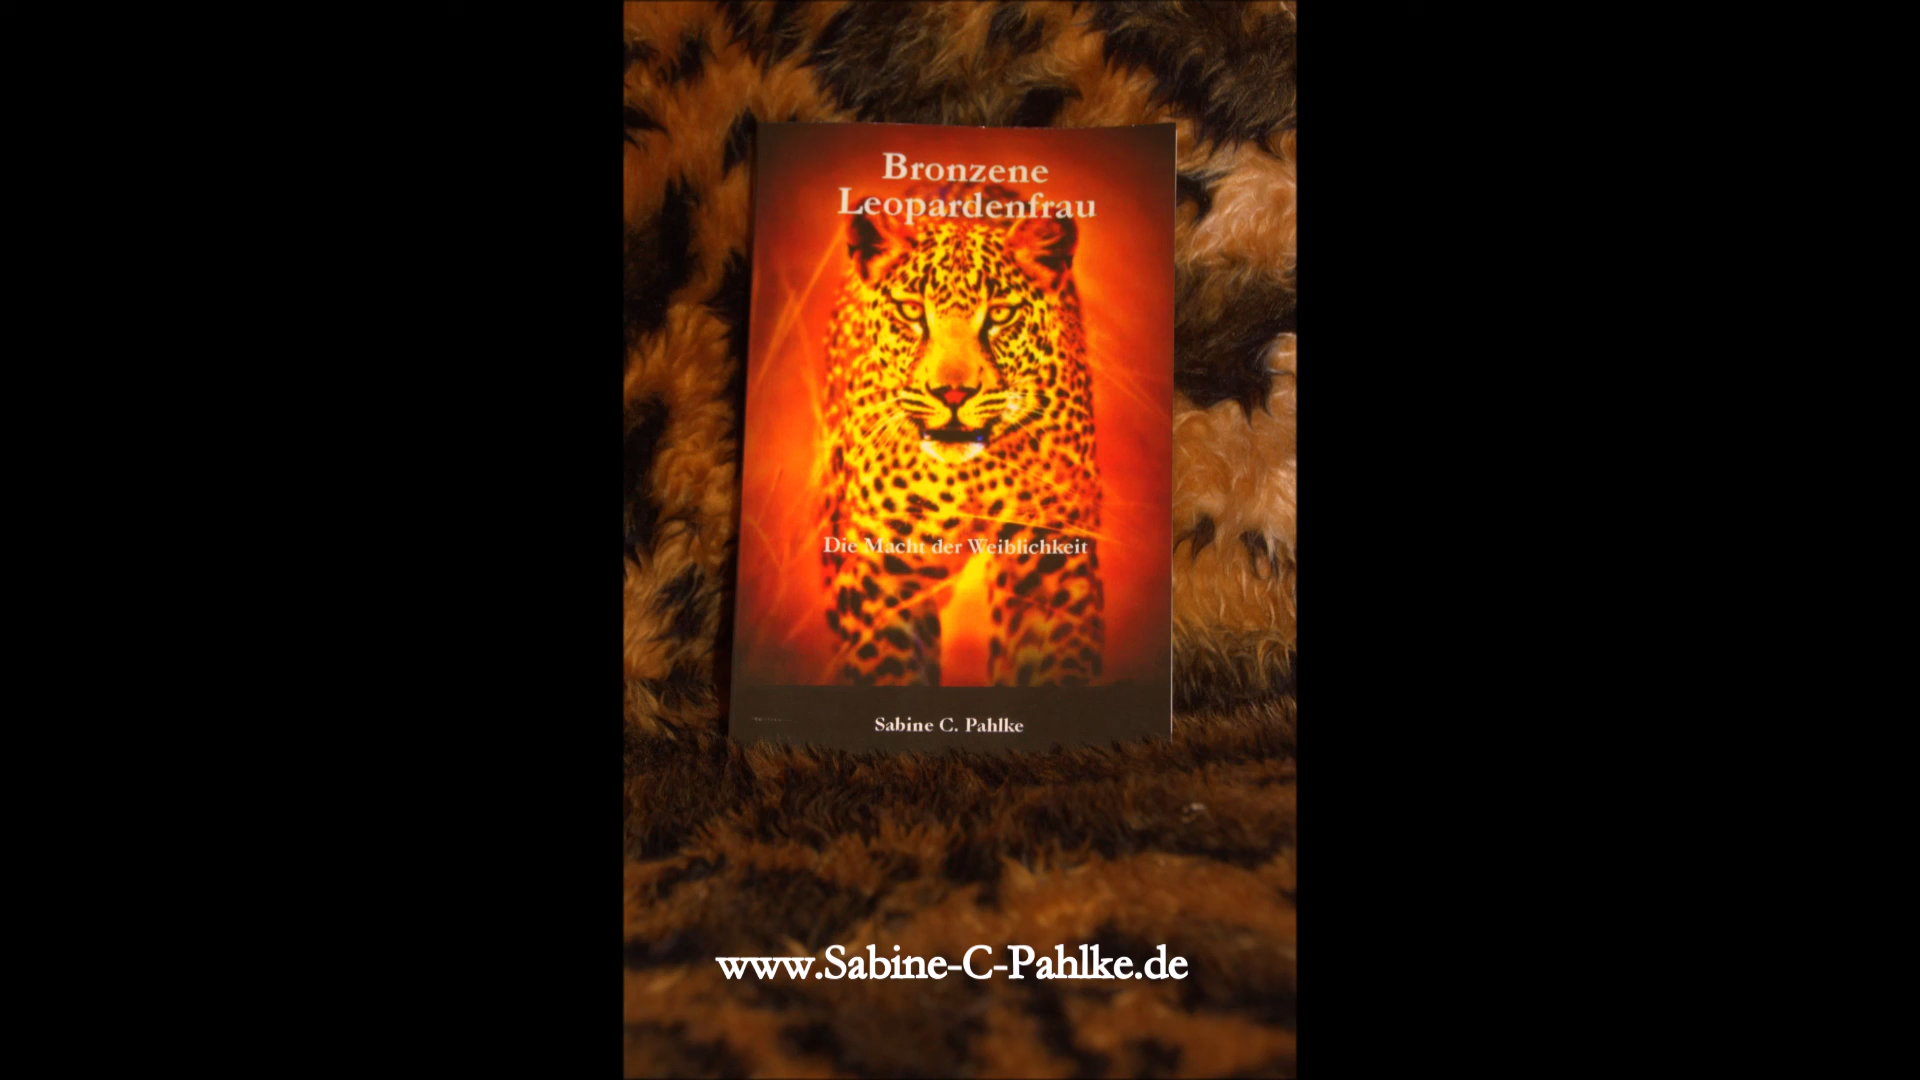 Bronzene
Leopardenfrau
Die Macht der Weiblichkeit
Sabine C. Pahlke
www.Sabine-C-Pahlke.de